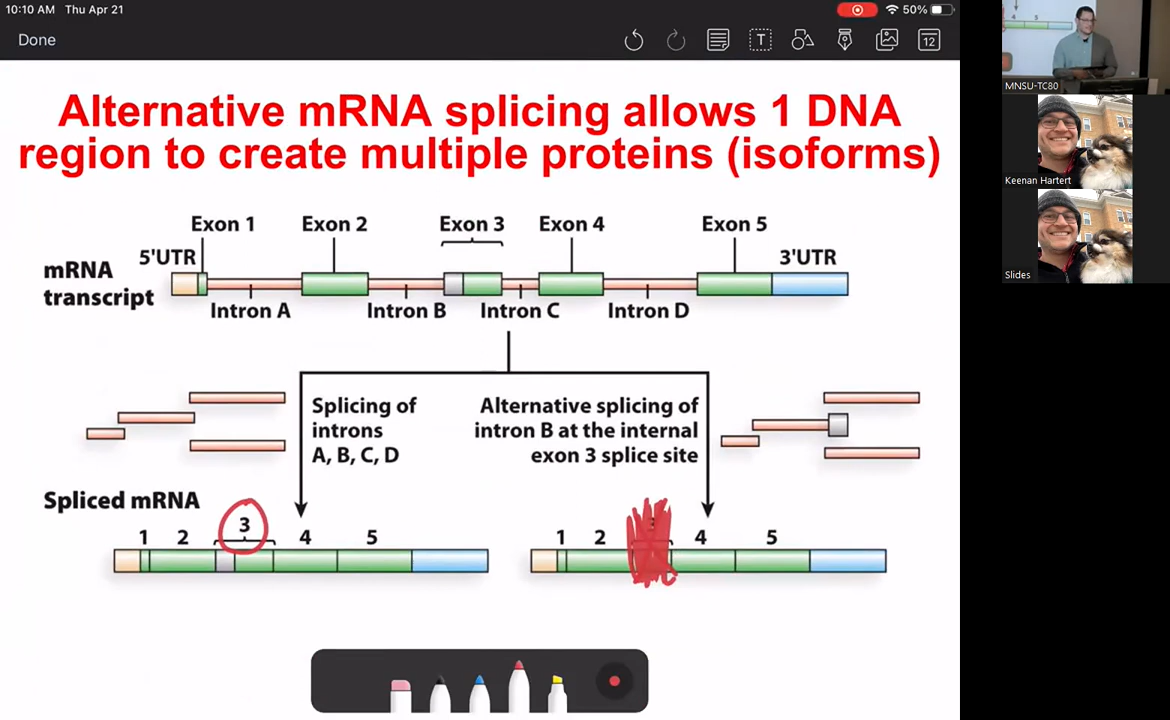 10:10 AM Thu Apr 21
50%
Done
T
12
Alternative mRNA splicing allows 1 DNA
region to create multiple proteins (isoforms)
Exon 1 Exon 2 Exon 3 Exon 4 Exon 5
5'UTR 3'UTR
mRNA
transcript
Intron A Intron B Intron C Intron D
Splicing of
introns
A, B, C, D
Alternative splicing of
intron B at the internal
exon 3 splice site
Spliced mRNA
1 2 3 4 5
1 2 4 5
4 5
MNSU-TC80
Keenan Hartert
Slides